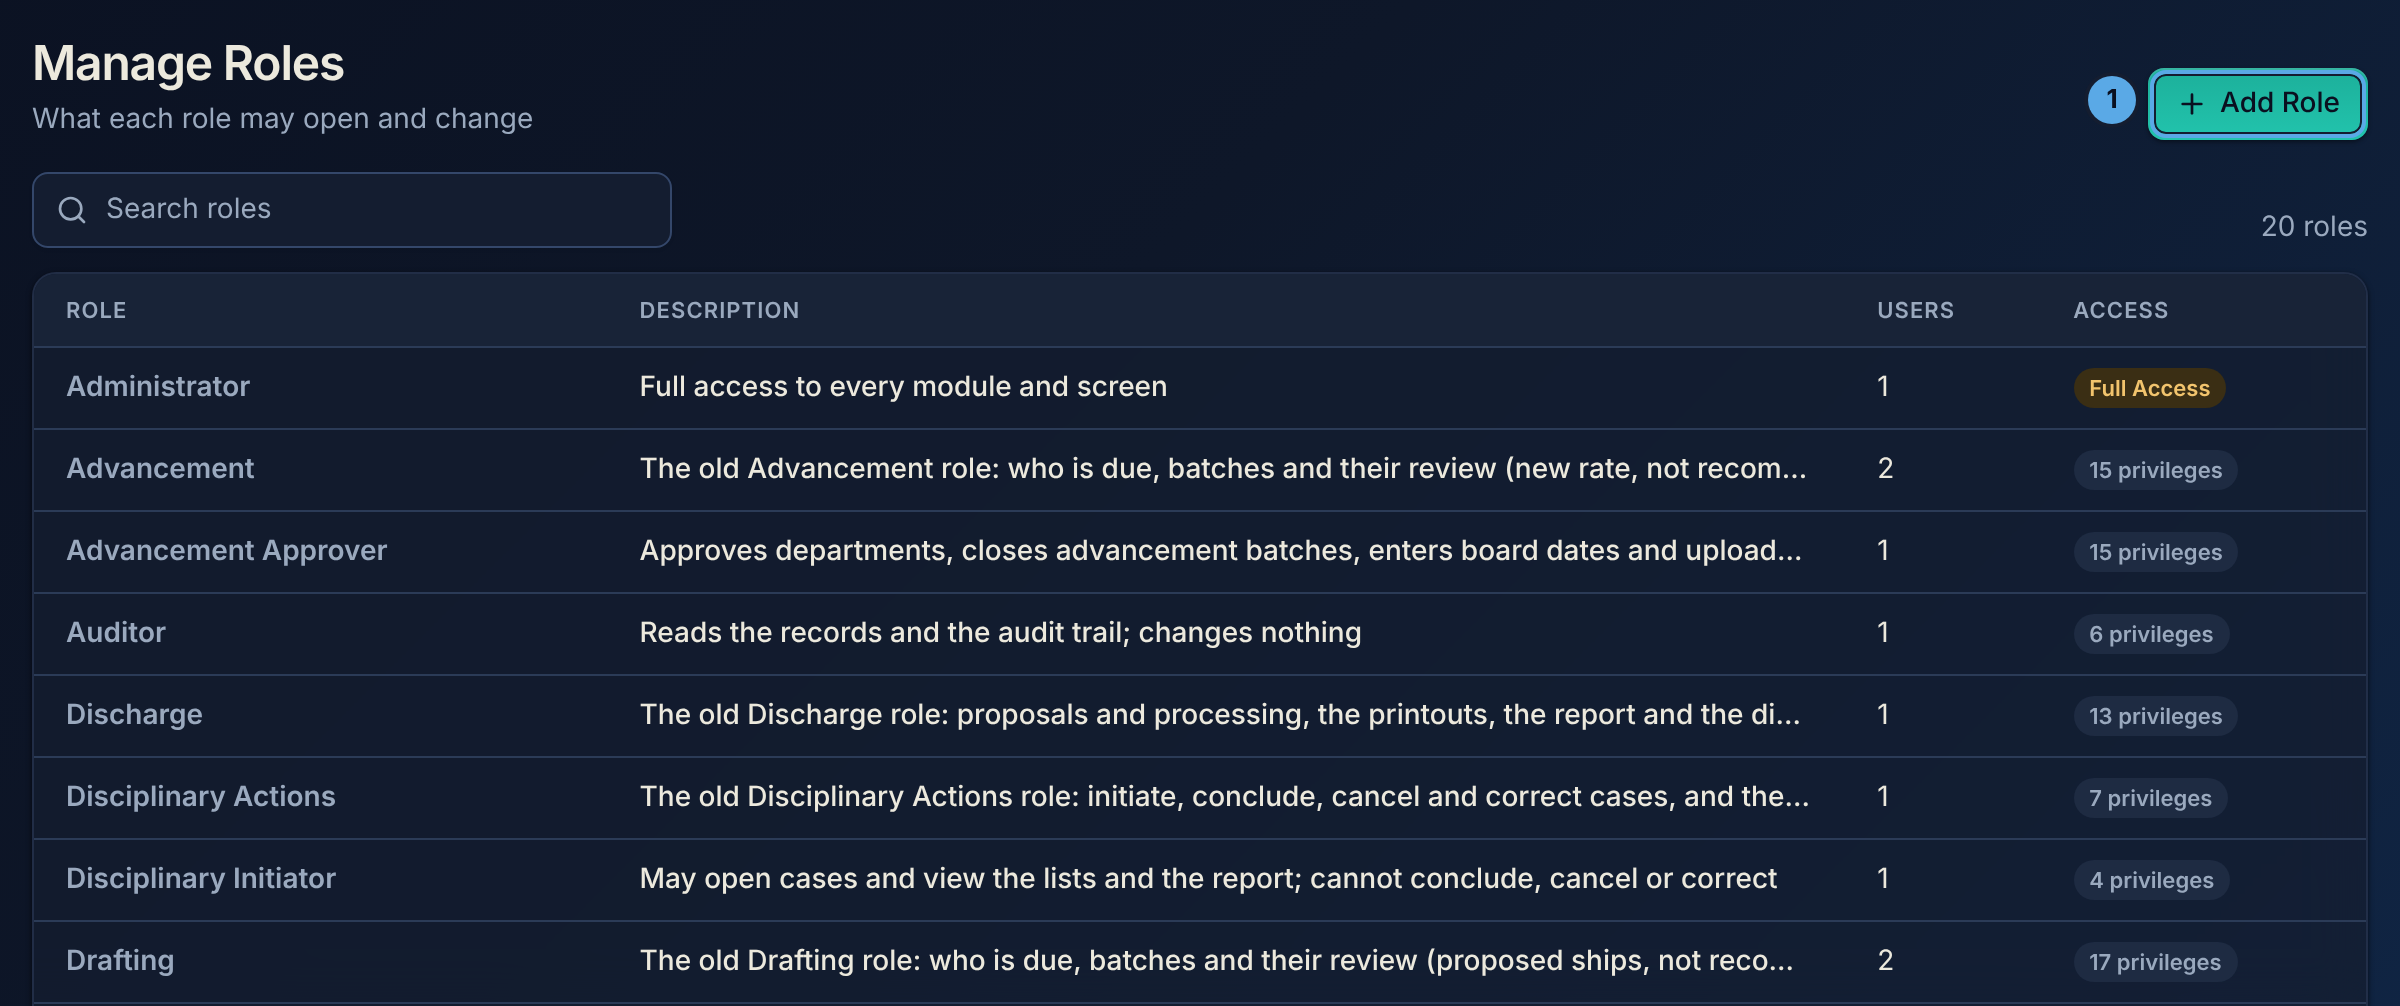 Manage Roles
What each role may open and change
1
+ Add Role
Search roles
20 roles
ROLE DESCRIPTION USERS ACCESS
Administrator Full access to every module and screen 1 Full Access
Advancement The old Advancement role: who is due, batches and their review (new rate, not recom... 2 15 privileges
Advancement Approver Approves departments, closes advancement batches, enters board dates and upload... 1 15 privileges
Auditor Reads the records and the audit trail; changes nothing 1 6 privileges
Discharge The old Discharge role: proposals and processing, the printouts, the report and the di... 1 13 privileges
Disciplinary Actions The old Disciplinary Actions role: initiate, conclude, cancel and correct cases, and the... 1 7 privileges
Disciplinary Initiator May open cases and view the lists and the report; cannot conclude, cancel or correct 1 4 privileges
Drafting The old Drafting role: who is due, batches and their review (proposed ships, not reco... 2 17 privileges